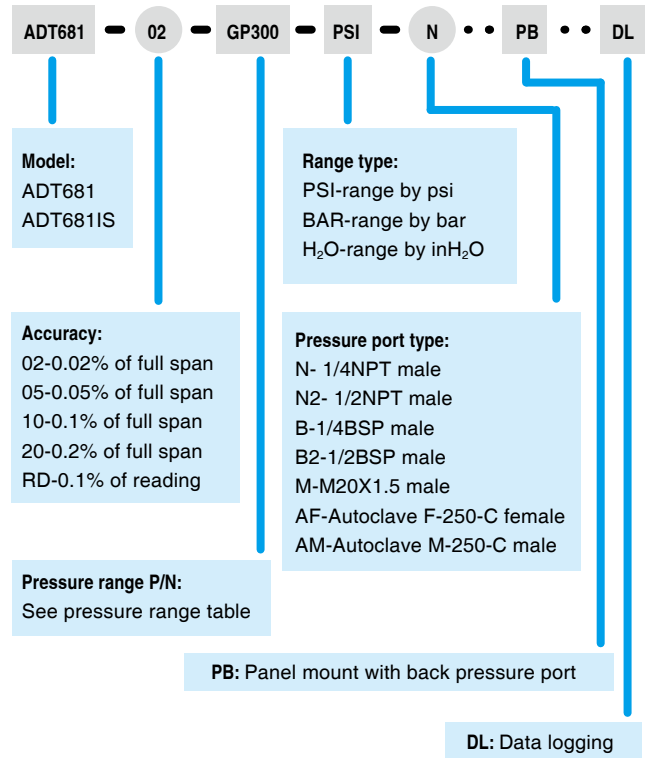 ADT681 02 GP300 PSI N PB DL
Model:
ADT681
ADT681IS
Range type:
PSI-range by psi
BAR-range by bar
H₂O-range by inH₂O
Accuracy:
02-0.02% of full span
05-0.05% of full span
10-0.1% of full span
20-0.2% of full span
RD-0.1% of reading
Pressure port type:
N- 1/4NPT male
N2- 1/2NPT male
B-1/4BSP male
B2-1/2BSP male
M-M20X1.5 male
AF-Autoclave F-250-C female
AM-Autoclave M-250-C male
Pressure range P/N:
See pressure range table
PB: Panel mount with back pressure port
DL: Data logging